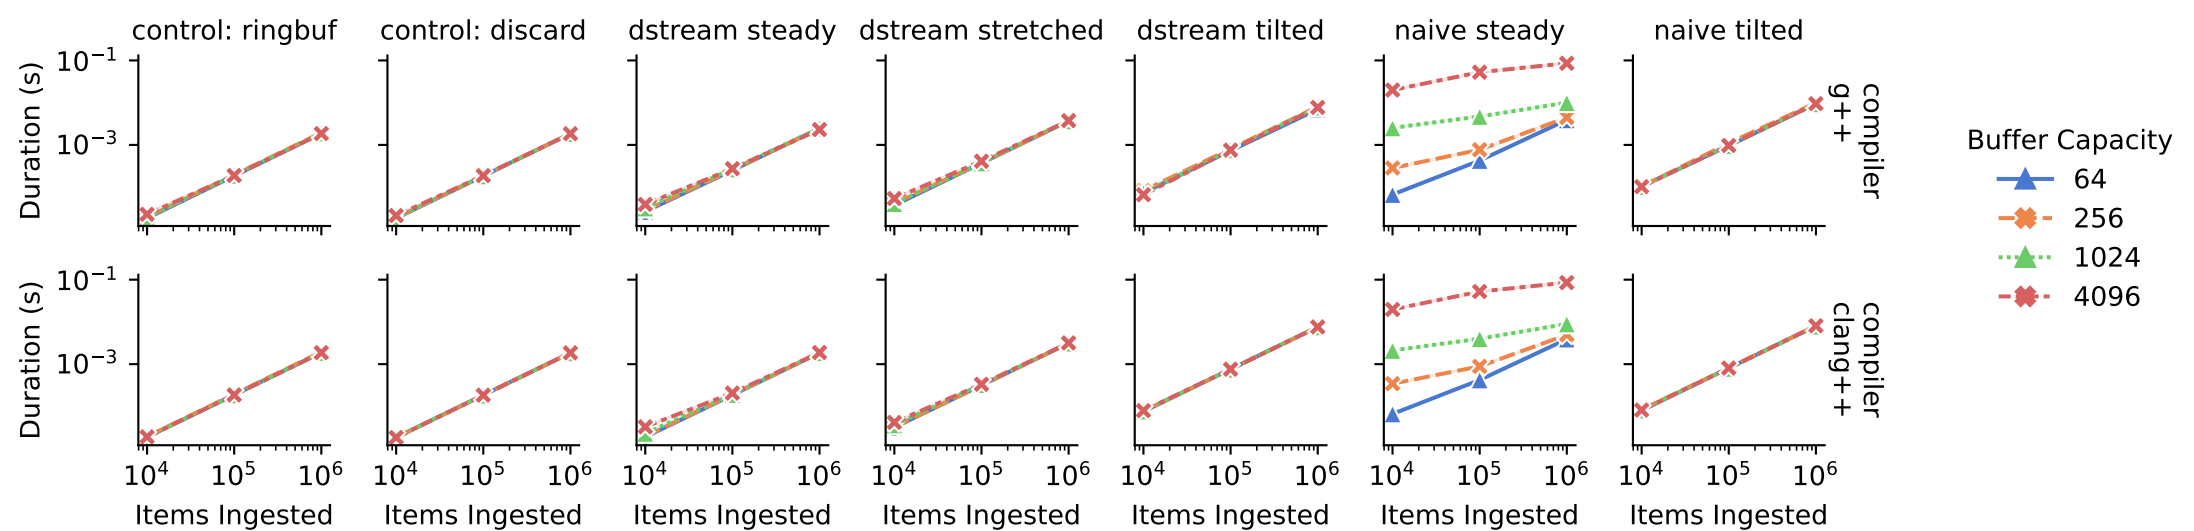 control: ringbuf
control: discard
dstream steady
dstream stretched
dstream tilted
naive steady
naive tilted
Duration (s)
10⁻¹
10⁻³
compiler
g++
Duration (s)
10⁻¹
10⁻³
compiler
clang++
10⁴ 10⁵ 10⁶
10⁴ 10⁵ 10⁶
10⁴ 10⁵ 10⁶
10⁴ 10⁵ 10⁶
10⁴ 10⁵ 10⁶
10⁴ 10⁵ 10⁶
10⁴ 10⁵ 10⁶
Items Ingested
Items Ingested
Items Ingested
Items Ingested
Items Ingested
Items Ingested
Items Ingested
Buffer Capacity
64
256
1024
4096